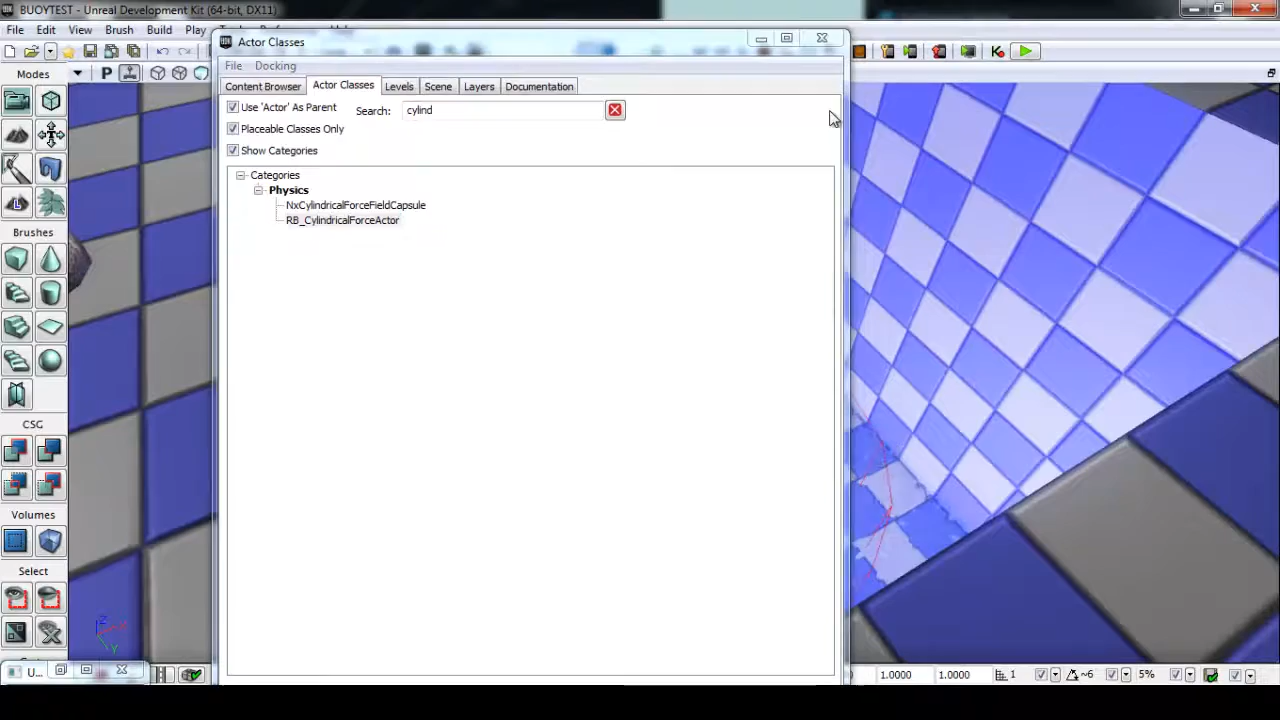 BUOYTEST - Unreal Development Kit (64-bit, DX11)
File Edit View Brush Build Play
Actor Classes
File Docking
Modes
P
Content Browser Actor Classes Levels Scene Layers Documentation
Use 'Actor' As Parent Search: cylind
Placeable Classes Only
Show Categories
Categories
Physics
NxCylindricalForceFieldCapsule
RB_CylindricalForceActor
L
Brushes
CSG
Volumes
Select
Z
X
Y
U...
1.0000 1.0000 1 ~6 5%